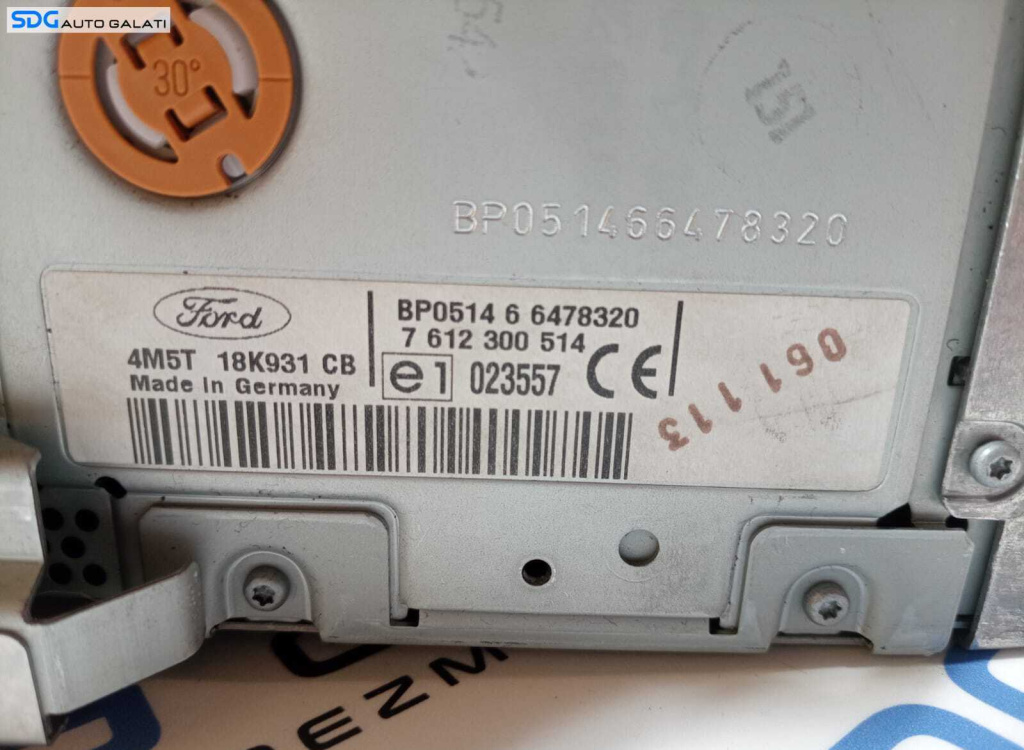 SDG AUTO GALATI
30°
BP051466478320
Ford
4M5T 18K931 CB
Made in Germany
BP0514 6 6478320
7 612 300 514
e1 023557 CE
061113
DEZM